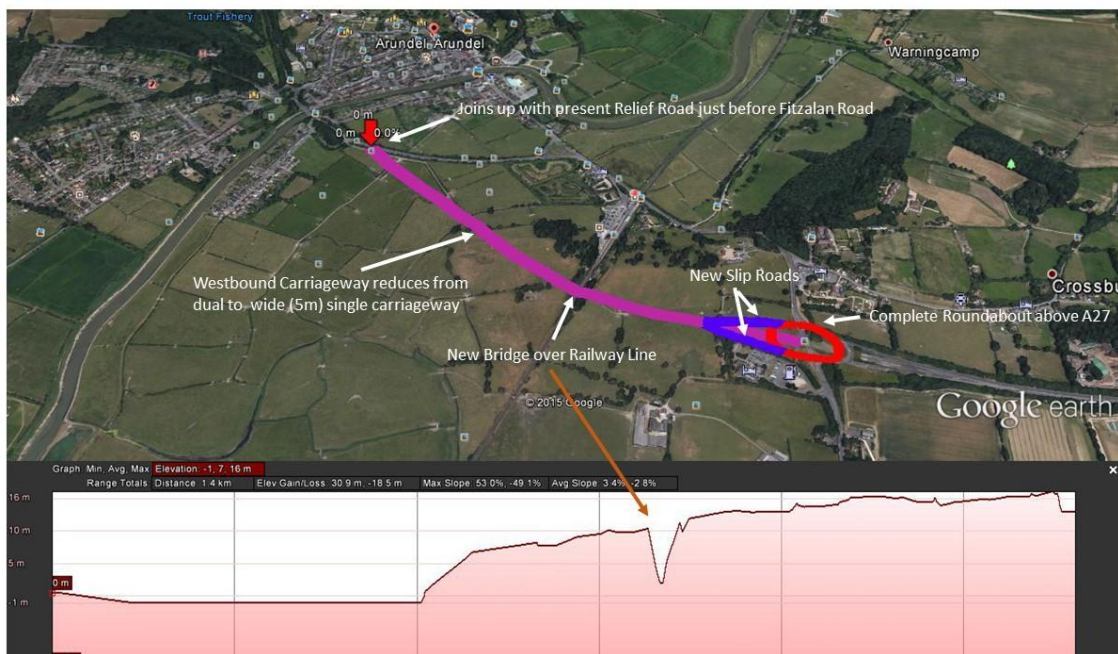 Trout Fishery
Arundel Arundel
Warningcamp
Joins up with present Relief Road just before Fitzalan Road
0 m
0 m 0 0%
New Slip Roads
Westbound Carriageway reduces from
dual to wide (5m) single carriageway
Crossbu
Complete Roundabout above A27
New Bridge over Railway Line
© 2015 Google
Google earth
Graph: Min, Avg, Max Elevation: -1, 7, 16 m
Range Totals: Distance: 1.4 km Elev Gain/Loss: 30.9 m, -18.5 m Max Slope: 53.0%, -49.1% Avg Slope: 3.4%, -2.8%
16 m
10 m
5 m
0 m
-1 m